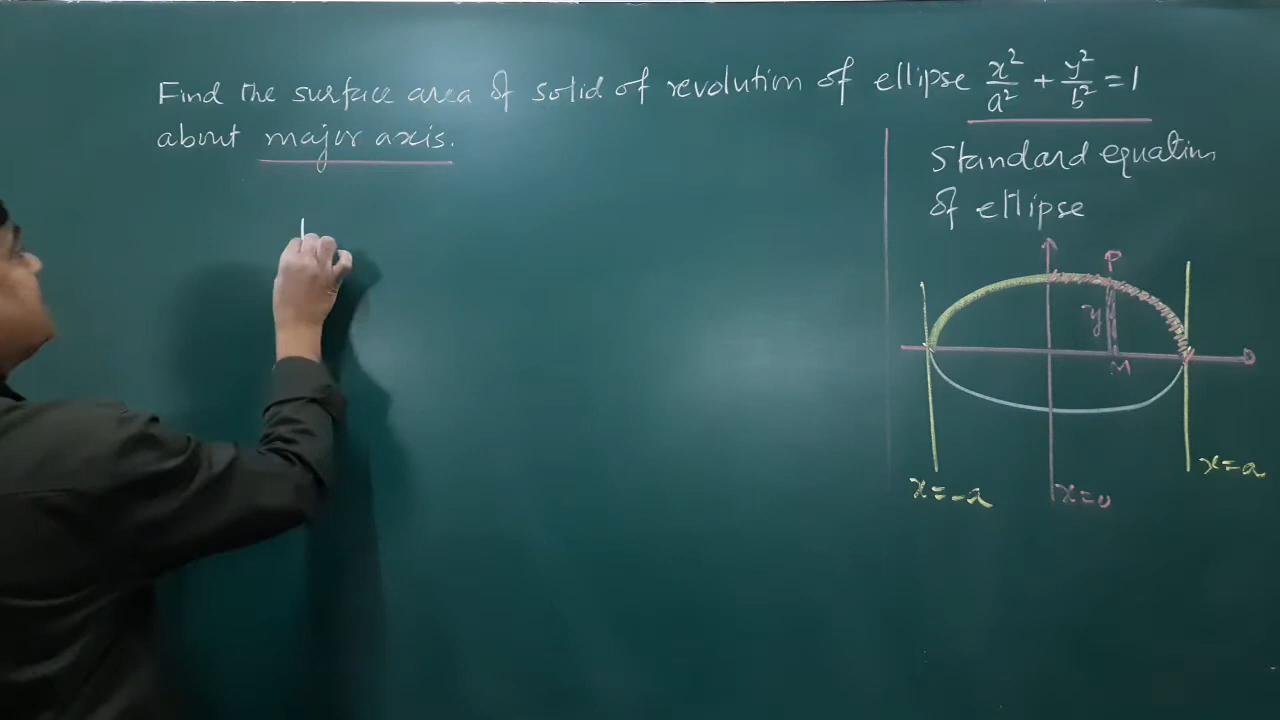 Find the surface area of solid of revolution of ellipse x²/a² + y²/b² = 1
about major axis.
Standard equation
of ellipse
P
y
M
x=a
x=-a
x=0